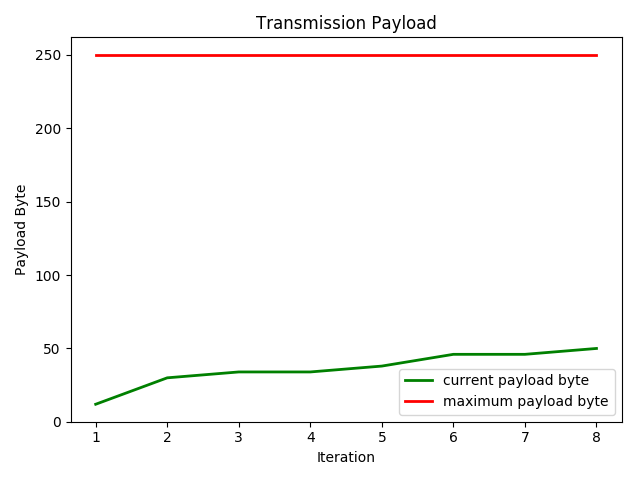 Transmission Payload
250
200
150
100
50
0
Payload Byte
1 2 3 4 5 6 7 8
Iteration
current payload byte
maximum payload byte